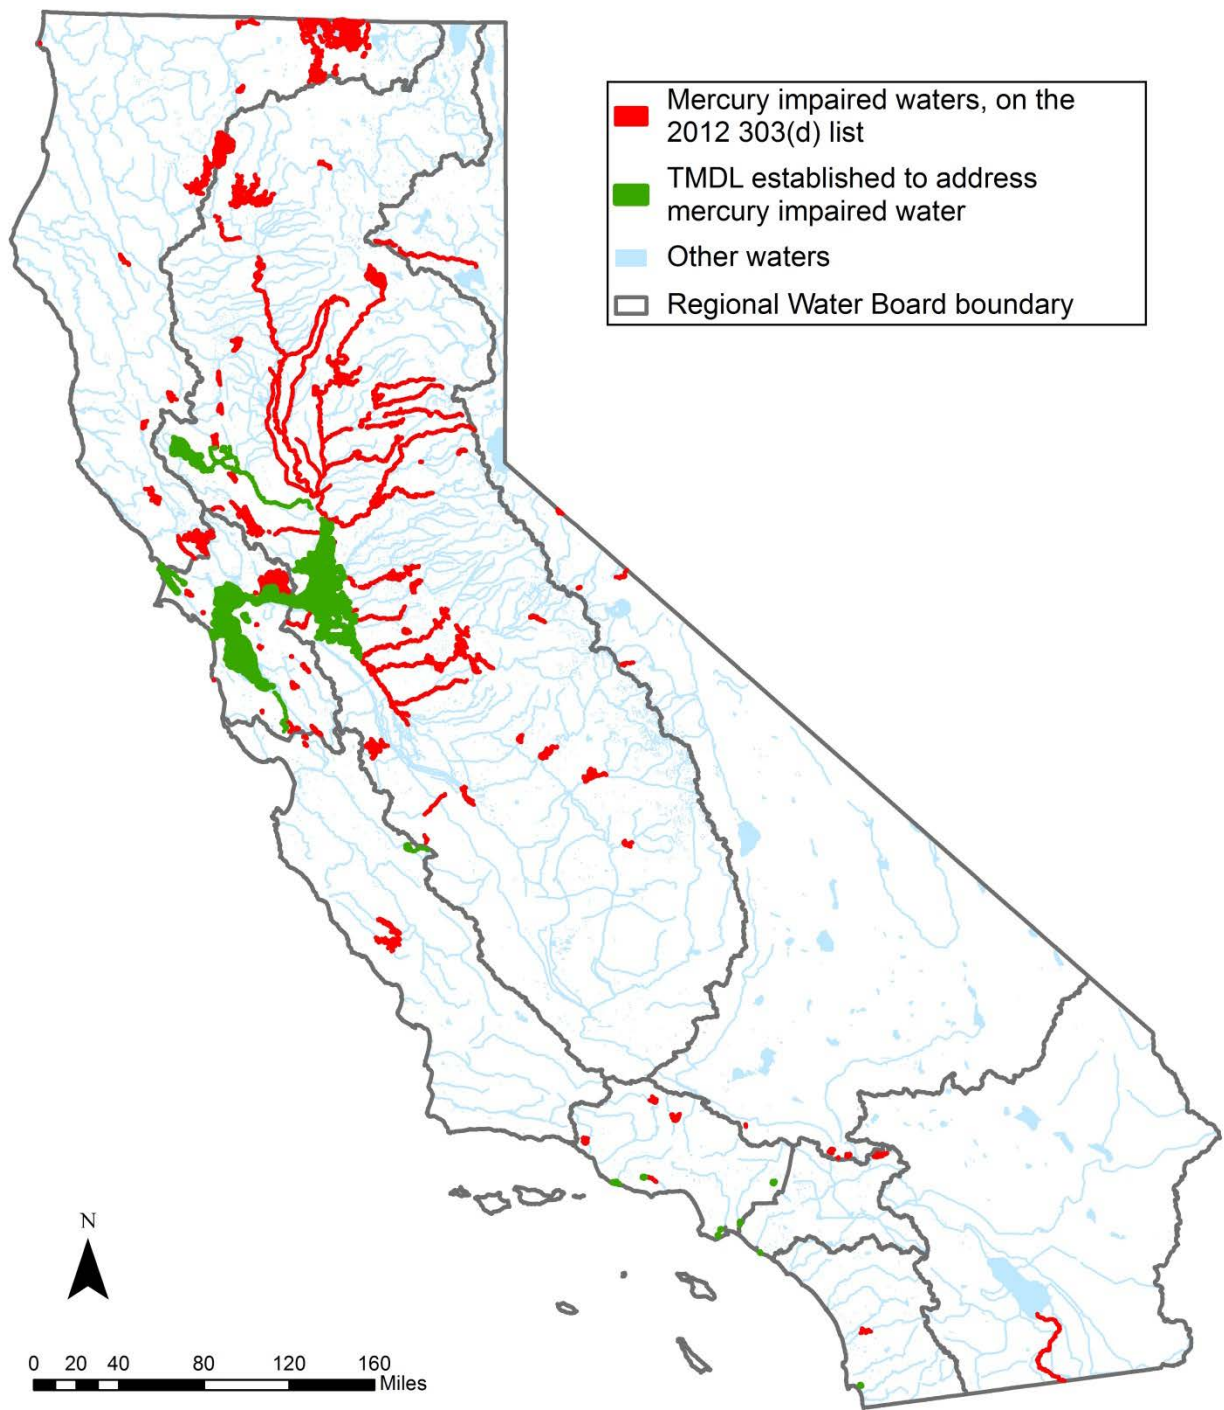 Mercury impaired waters, on the
2012 303(d) list
TMDL established to address
mercury impaired water
Other waters
Regional Water Board boundary
N
0 20 40 80 120 160
Miles